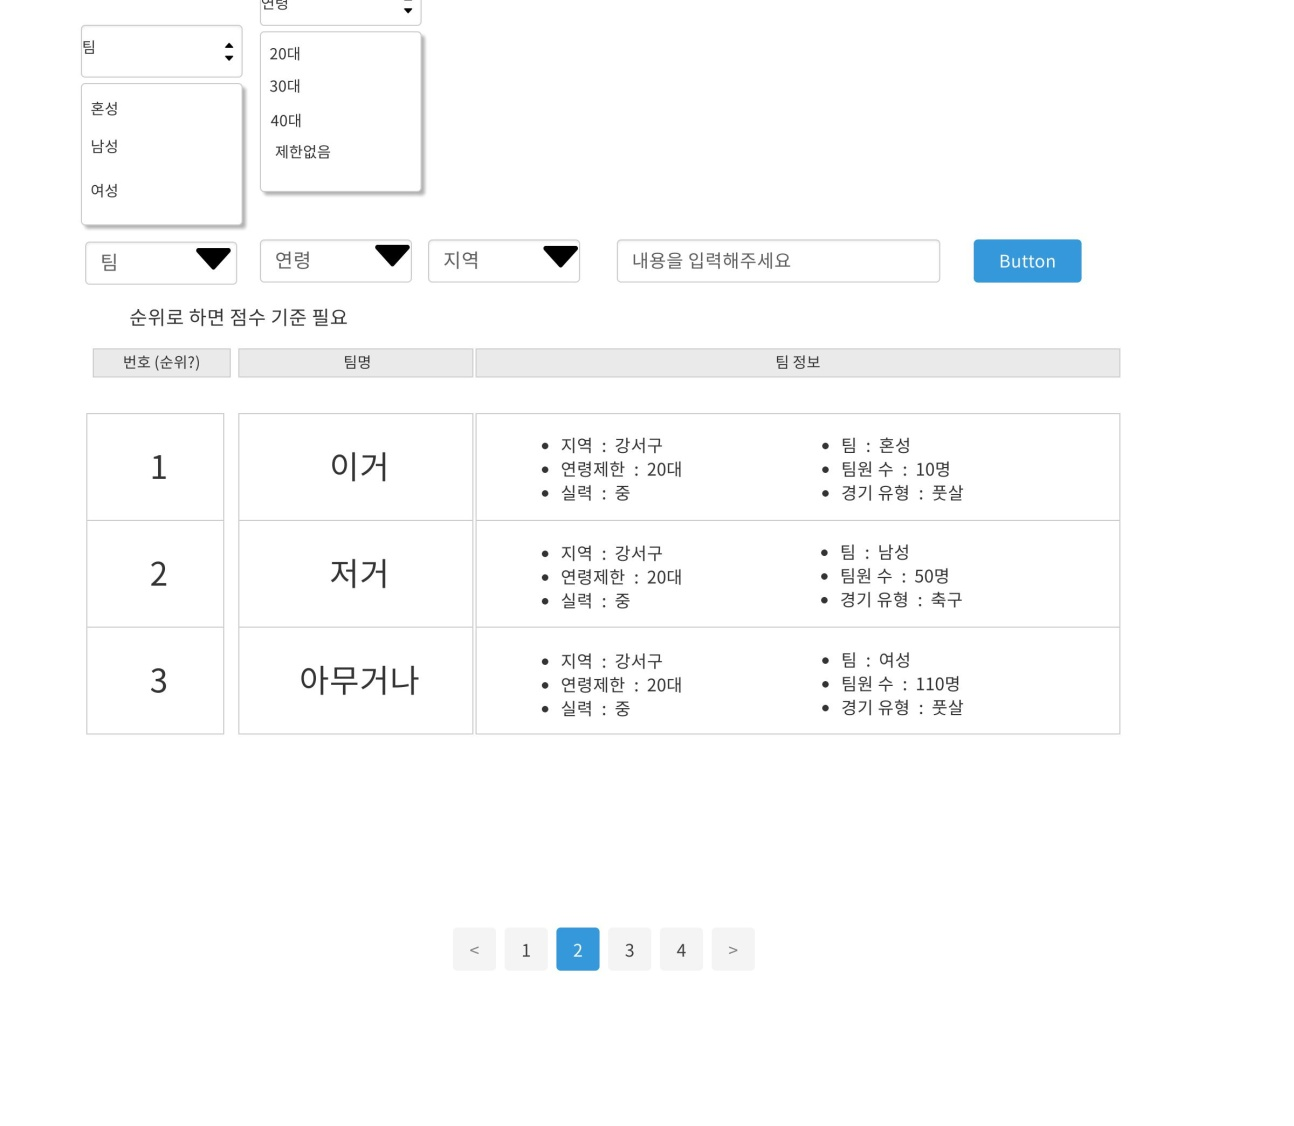 연령
팀
20대
30대
40대
제한없음
혼성
남성
여성
팀
연령
지역
내용을 입력해주세요
Button
순위로 하면 점수 기준 필요
번호 (순위?)
팀명
팀 정보
1
이거
• 지역 : 강서구
• 연령제한 : 20대
• 실력 : 중
• 팀 : 혼성
• 팀원 수 : 10명
• 경기 유형 : 풋살
2
저거
• 지역 : 강서구
• 연령제한 : 20대
• 실력 : 중
• 팀 : 남성
• 팀원 수 : 50명
• 경기 유형 : 축구
3
아무거나
• 지역 : 강서구
• 연령제한 : 20대
• 실력 : 중
• 팀 : 여성
• 팀원 수 : 110명
• 경기 유형 : 풋살
< 1 2 3 4 >